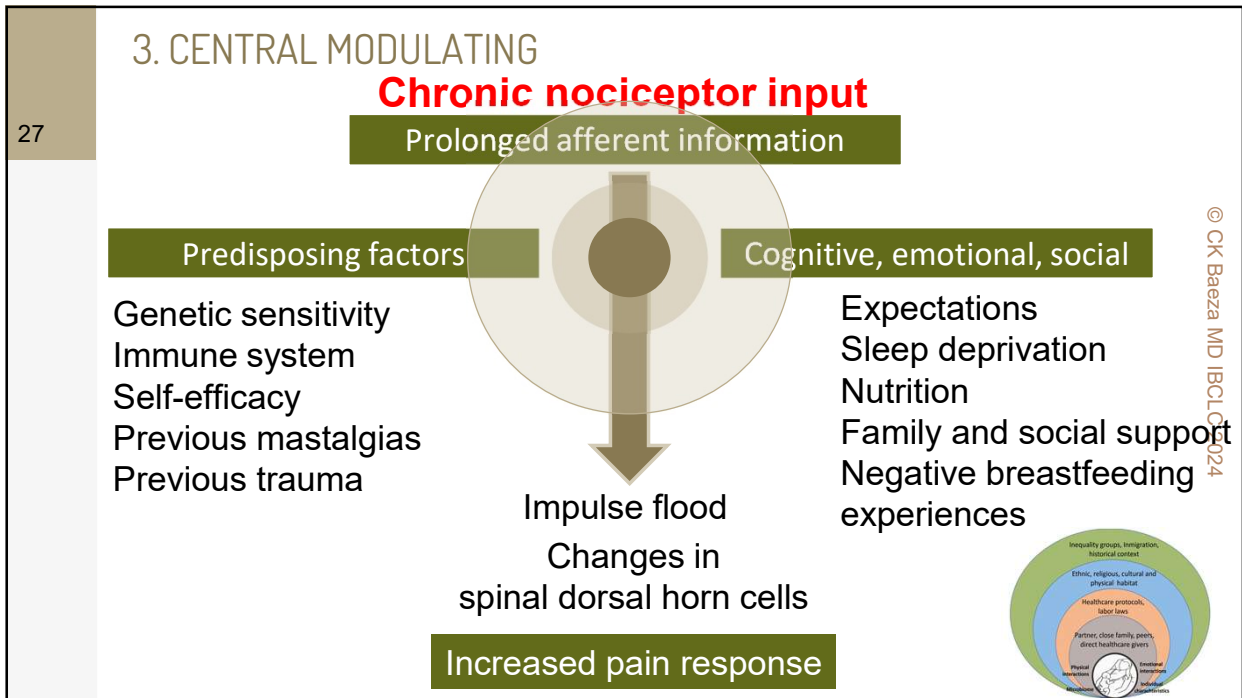 3. CENTRAL MODULATING
Chronic nociceptor input
27
Prolonged afferent information
Predisposing factors
Genetic sensitivity
Immune system
Self-efficacy
Previous mastalgias
Previous trauma
Cognitive, emotional, social
Expectations
Sleep deprivation
Nutrition
Family and social support
Negative breastfeeding
experiences
Impulse flood
Changes in
spinal dorsal horn cells
Increased pain response
© CK Baeza MD IBCLC 2024
Inequality groups, Inmigration,
historical context
Ethnic, religious, cultural and
physical habitat
Healthcare protocols,
labor laws
Partner, close family, peers,
direct healthcare givers
Physical
interactions
Emotional
interactions
Microbiome
Individual
characteristics